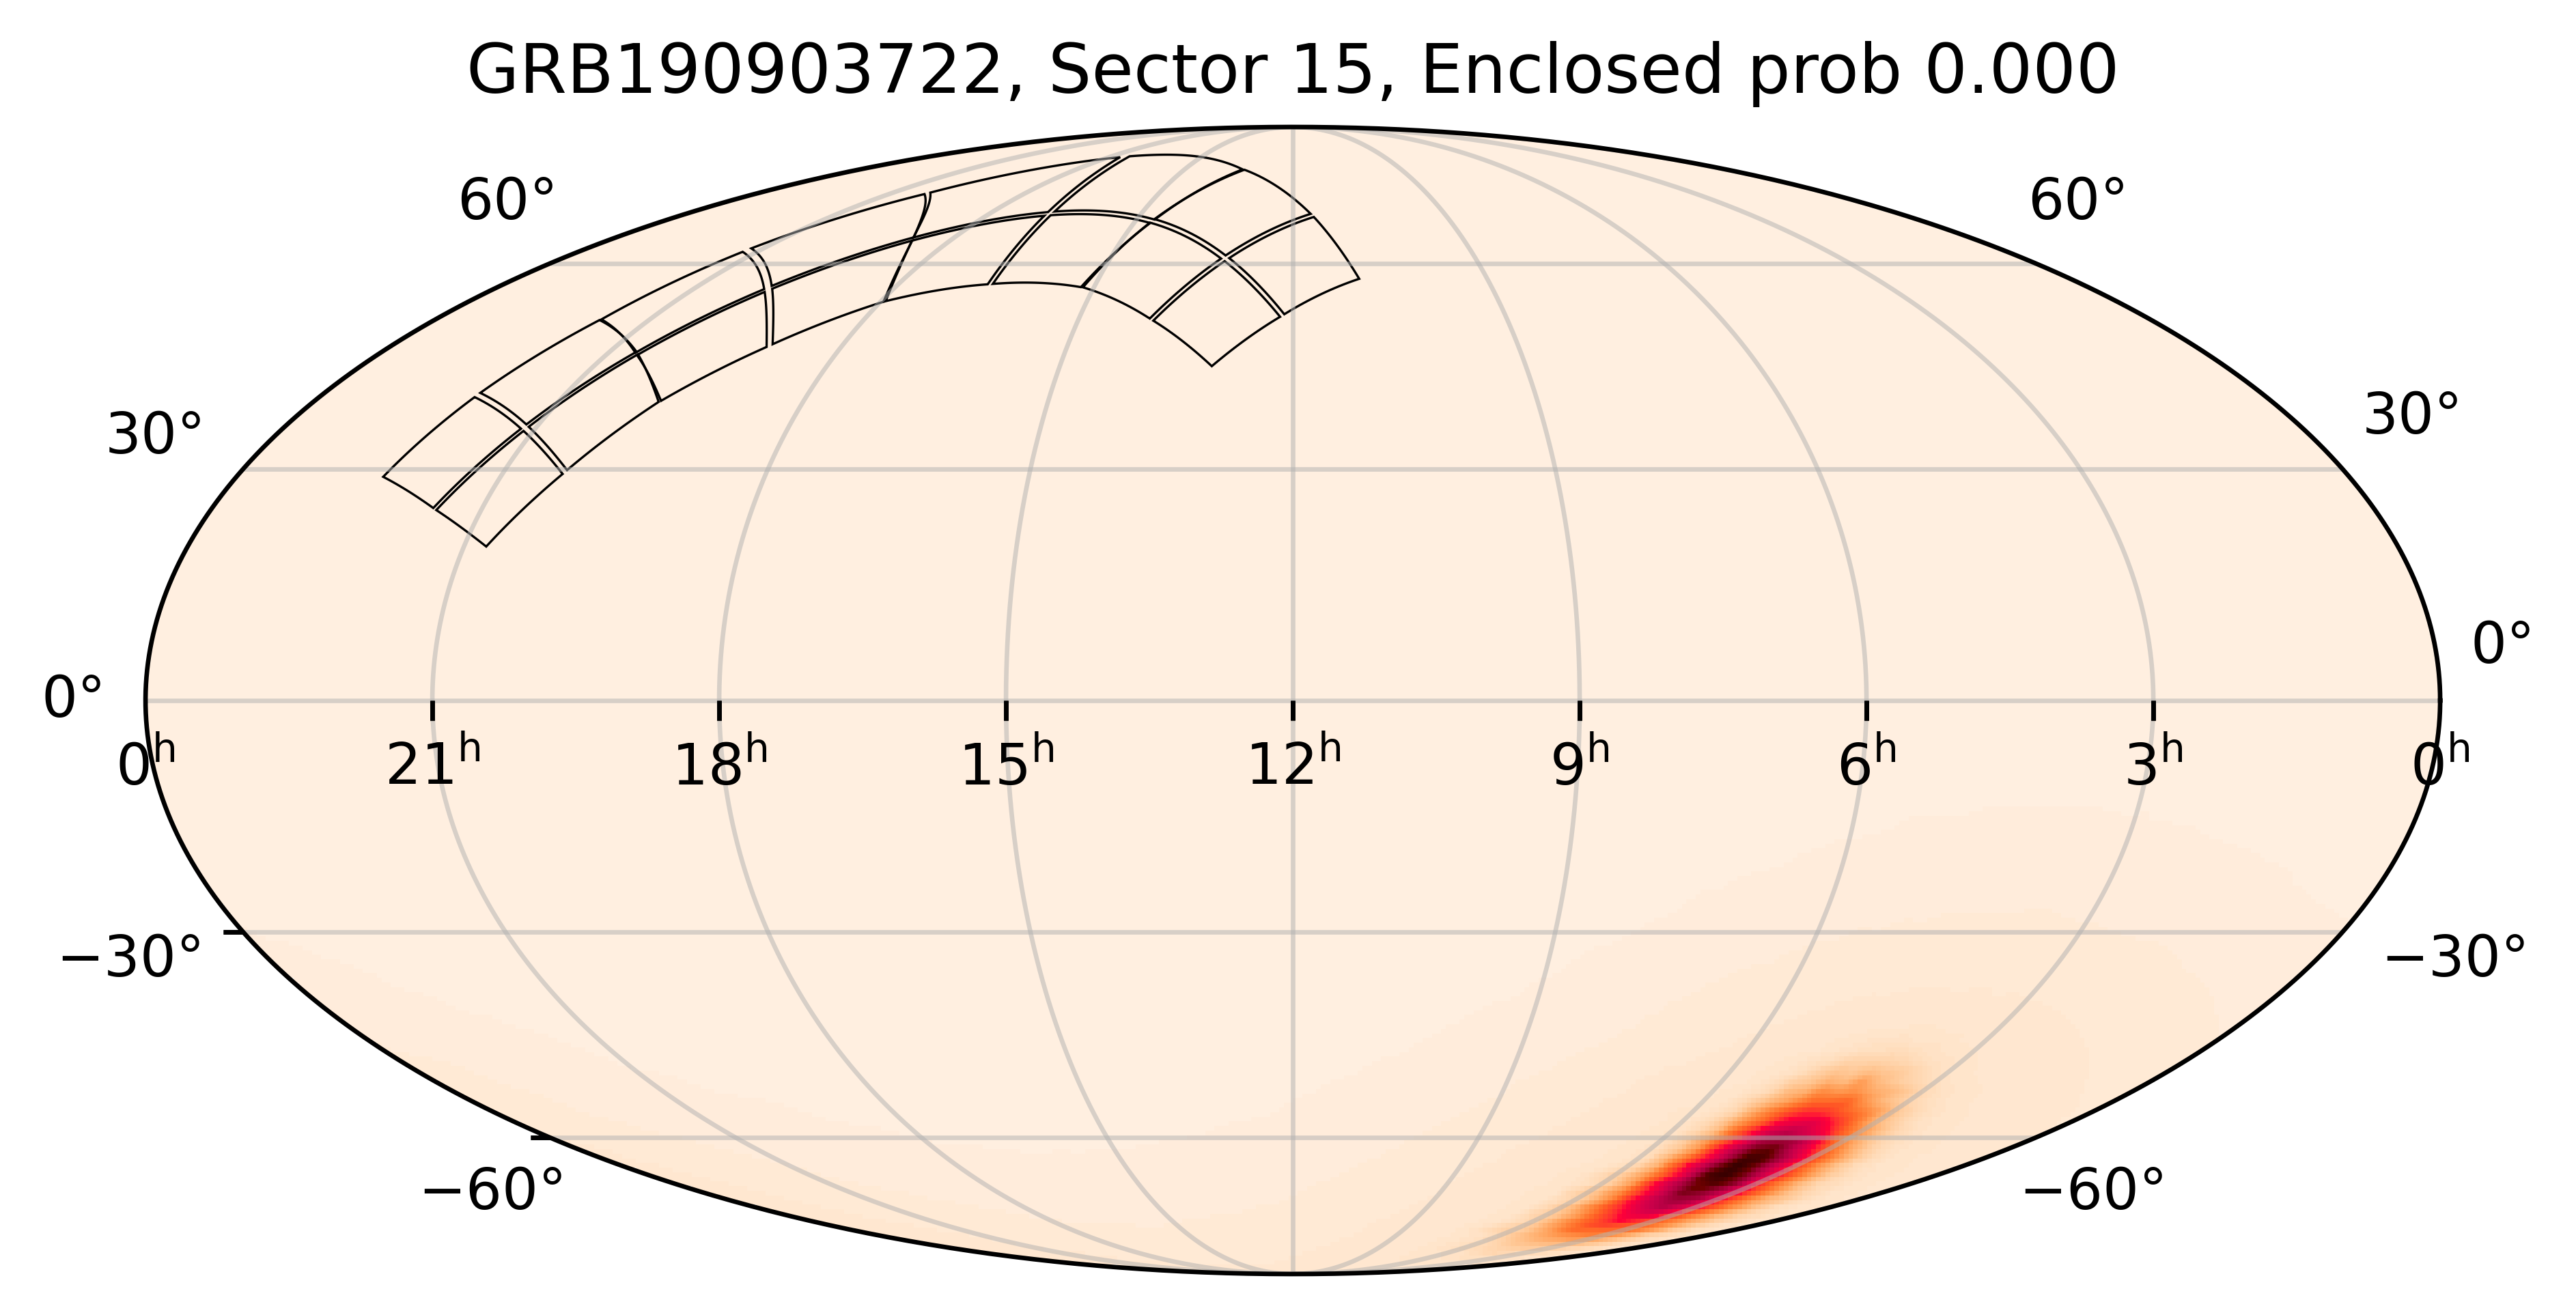 GRB190903722, Sector 15, Enclosed prob 0.000
60° 60°
30° 30°
0° 0°
0ʰ 21ʰ 18ʰ 15ʰ 12ʰ 9ʰ 6ʰ 3ʰ 0ʰ
−30° −30°
−60° −60°